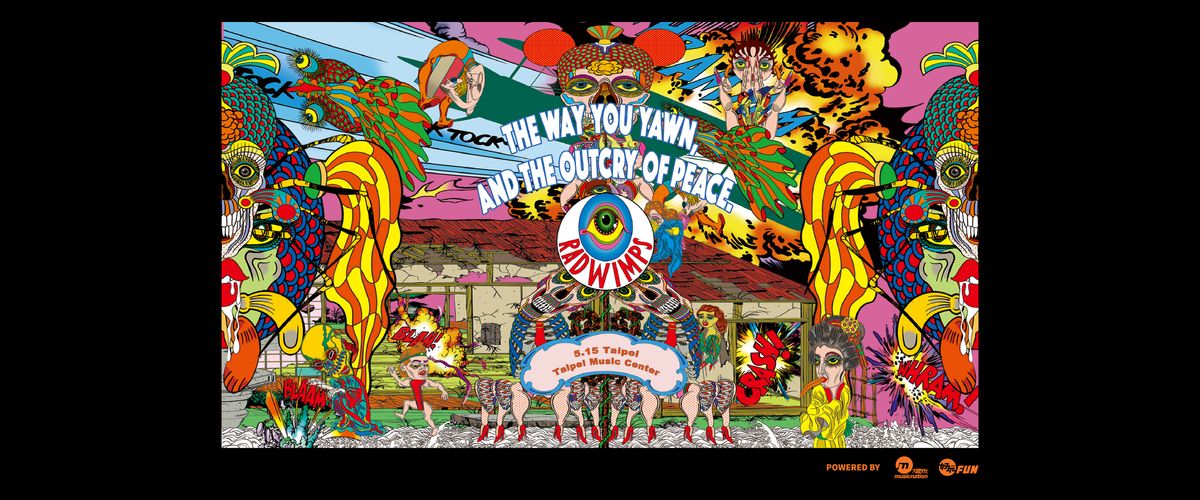 TOCK
K TOCK
THE WAY YOU YAWN,
AND THE OUTCRY OF PEACE.
RADWIMPS
BLAM!
5.15 Taipei
Taipei Music Center
CRASH!
WHRAM!
BLAAM
POWERED BY
musicnation
FUN